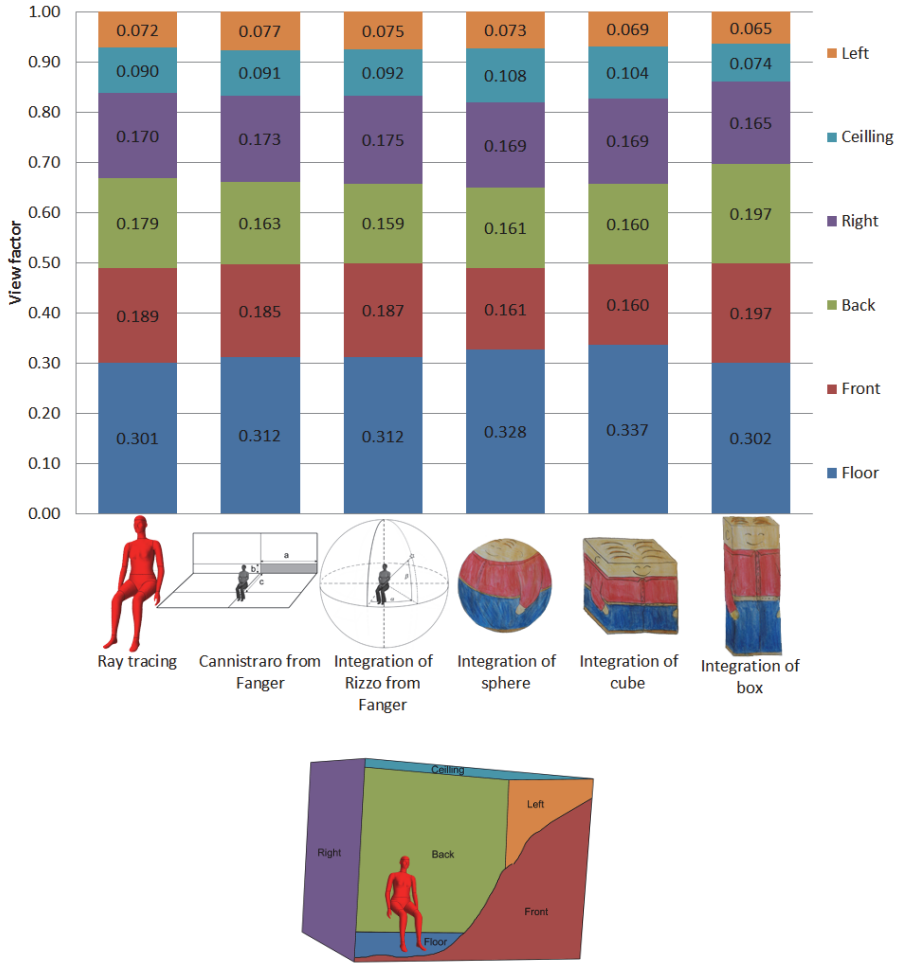 1.00
0.90
0.80
0.70
0.60
0.50
0.40
0.30
0.20
0.10
0.00
View factor
0.072 0.077 0.075 0.073 0.069 0.065
0.090 0.091 0.092 0.108 0.104 0.074
0.170 0.173 0.175 0.169 0.169 0.165
0.179 0.163 0.159 0.161 0.160 0.197
0.189 0.185 0.187 0.161 0.160 0.197
0.301 0.312 0.312 0.328 0.337 0.302
Left
Ceilling
Right
Back
Front
Floor
a
b
c
Ray tracing
Cannistraro from
Fanger
Integration of
Rizzo from
Fanger
Integration of
sphere
Integration of
cube
Integration of
box
Ceilling
Left
Right
Back
Front
Floor